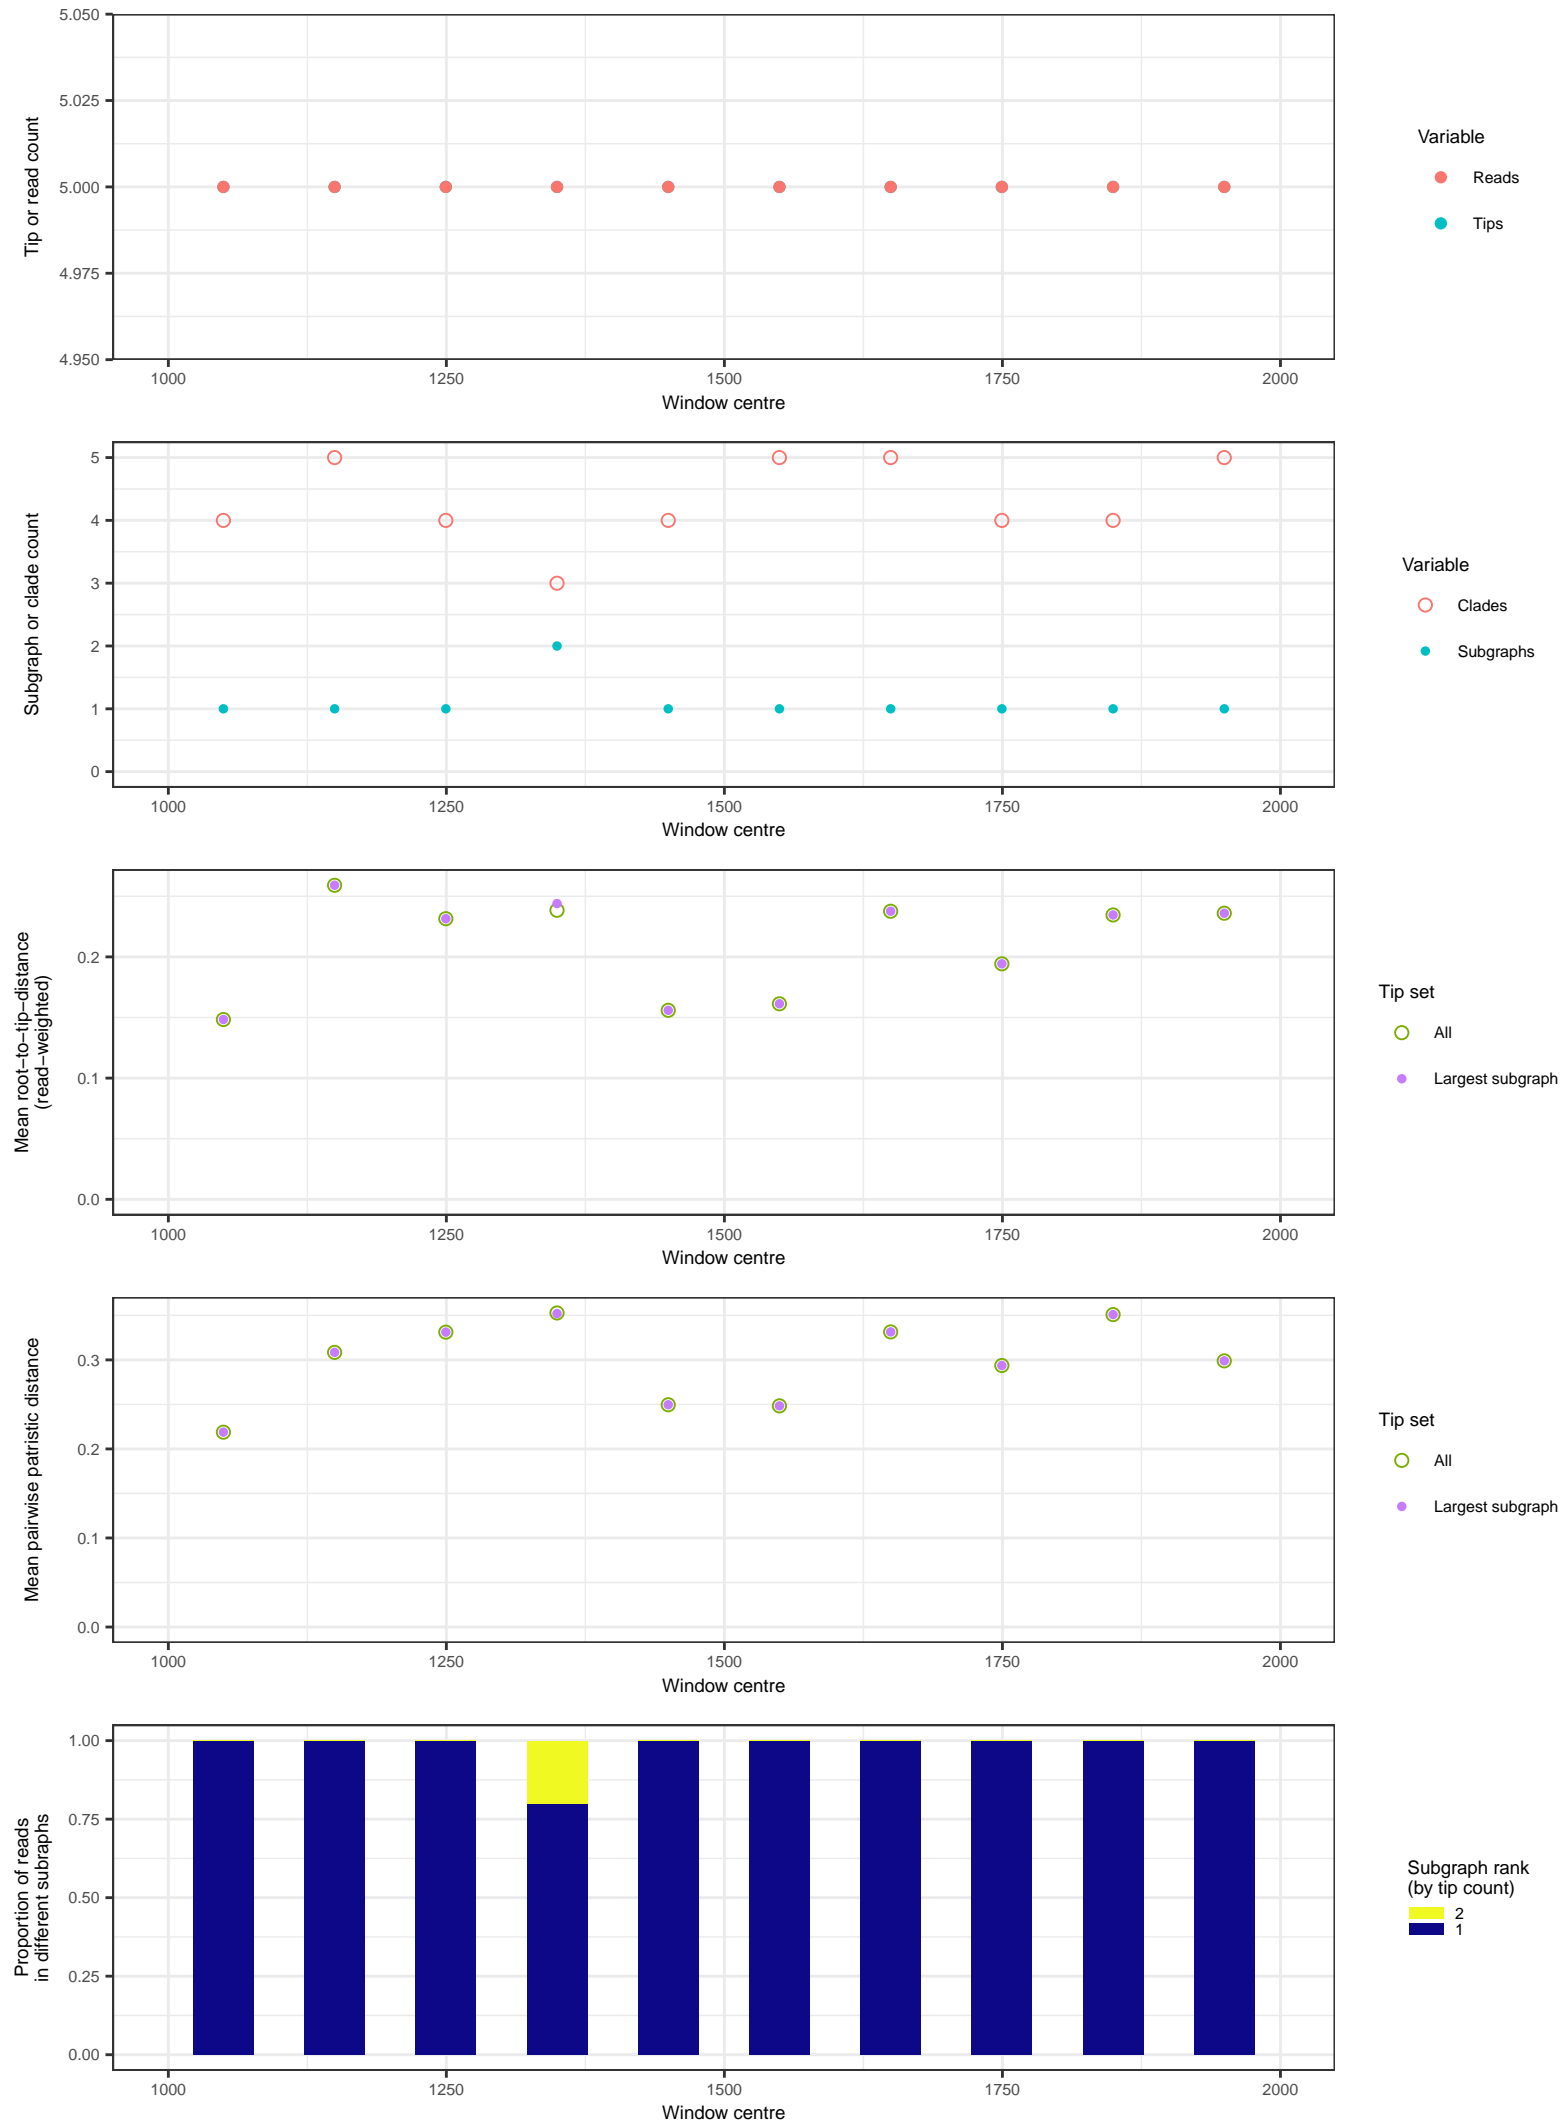 Tip or read count
5.050
5.025
5.000
4.975
4.950
1000 1250 1500 1750 2000
Window centre
Variable
Reads
Tips
Subgraph or clade count
5
4
3
2
1
0
1000 1250 1500 1750 2000
Window centre
Variable
Clades
Subgraphs
Mean root−to−tip−distance
(read−weighted)
0.2
0.1
0.0
1000 1250 1500 1750 2000
Window centre
Tip set
All
Largest subgraph
Mean pairwise patristic distance
0.3
0.2
0.1
0.0
1000 1250 1500 1750 2000
Window centre
Tip set
All
Largest subgraph
Proportion of reads
in different subraphs
1.00
0.75
0.50
0.25
0.00
1000 1250 1500 1750 2000
Window centre
Subgraph rank
(by tip count)
2
1